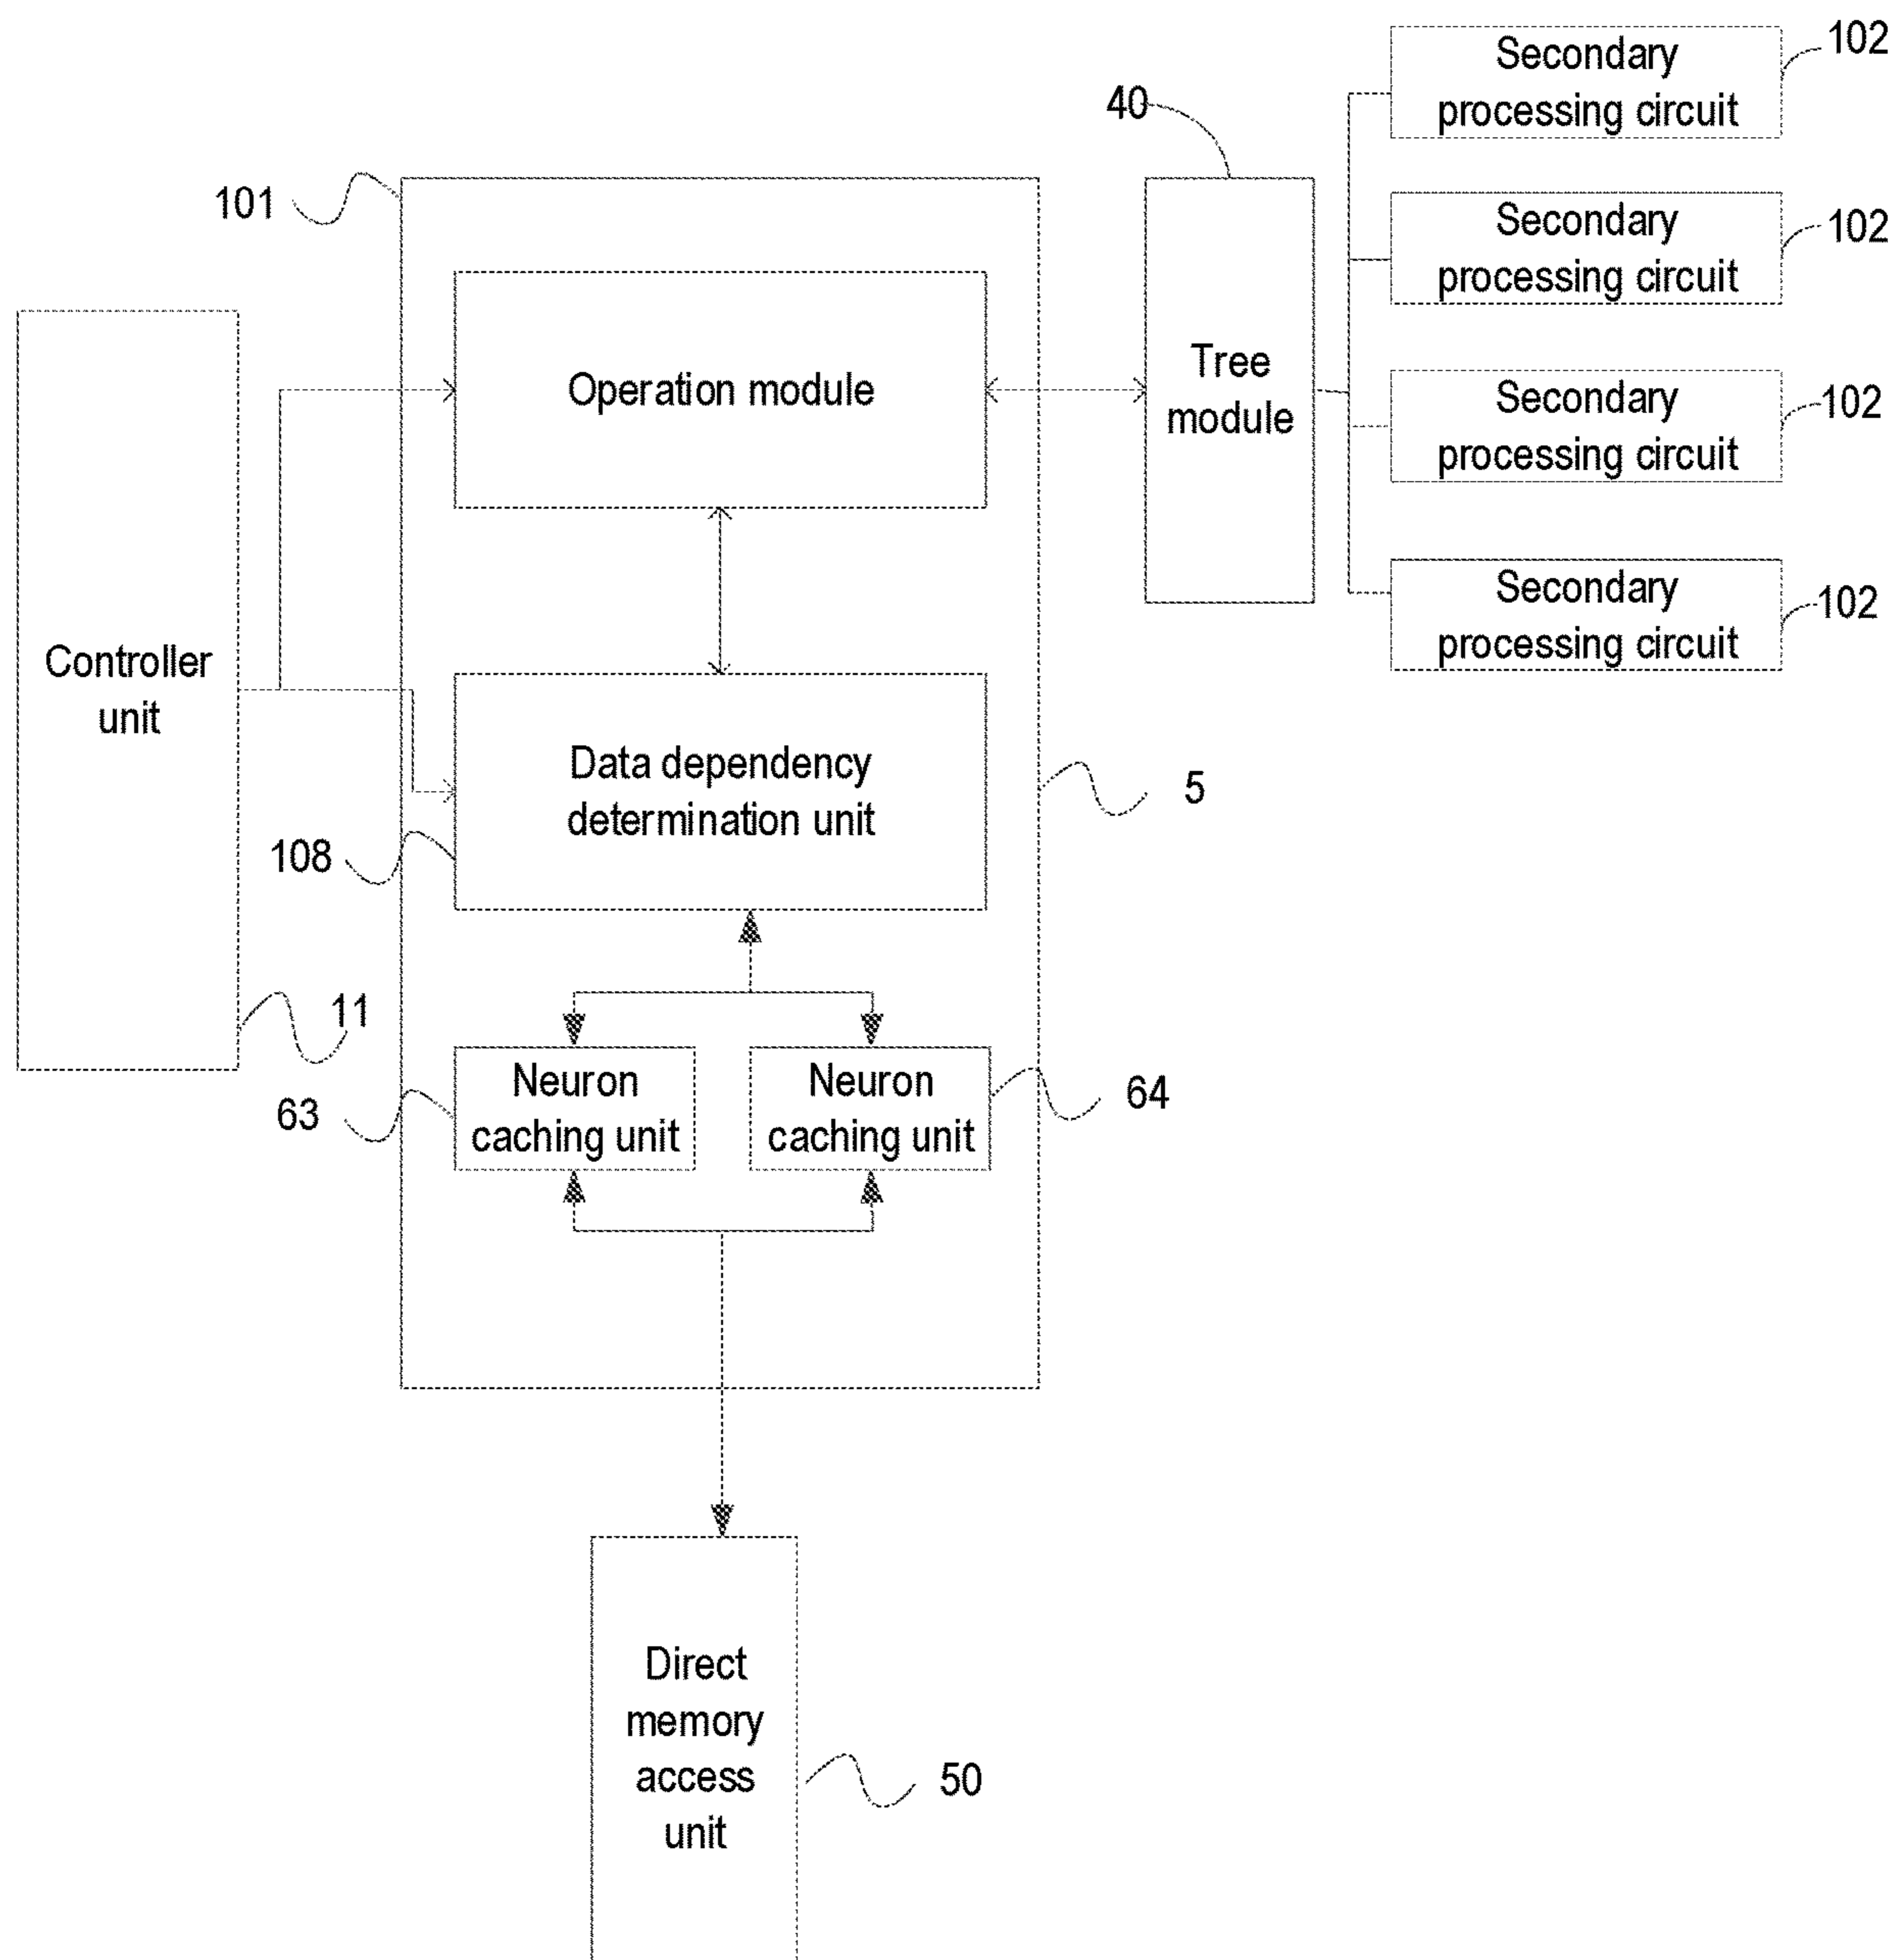 Secondary
processing circuit
102
40
Secondary
processing circuit
102
101
Operation module
Tree
module
Secondary
processing circuit
102
Secondary
processing circuit
102
Controller
unit
Data dependency
determination unit
5
108
11
Neuron
caching unit
63
Neuron
caching unit
64
Direct
memory
access
unit
50